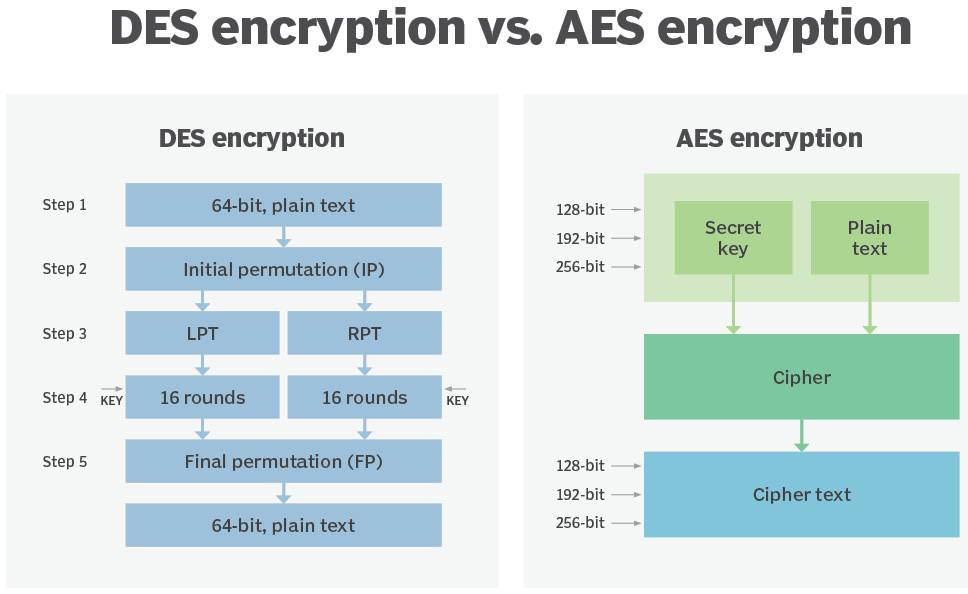 DES encryption vs. AES encryption
DES encryption
Step 1
64-bit, plain text
Step 2
Initial permutation (IP)
Step 3
LPT
RPT
Step 4
KEY
16 rounds
16 rounds
KEY
Step 5
Final permutation (FP)
64-bit, plain text
AES encryption
128-bit
192-bit
256-bit
Secret
key
Plain
text
Cipher
128-bit
192-bit
256-bit
Cipher text